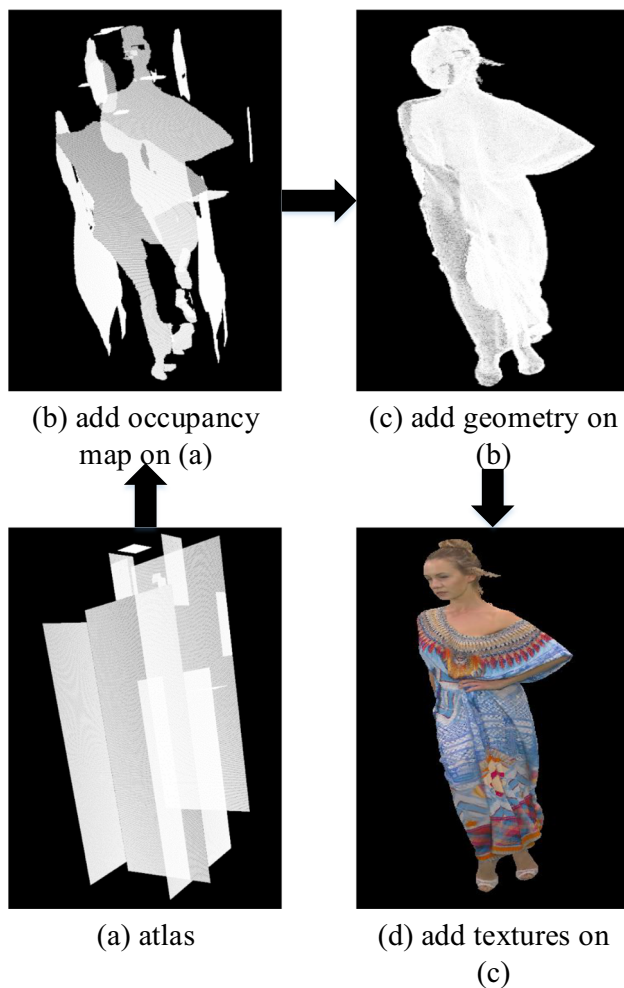 (b) add occupancy
map on (a)
(c) add geometry on
(b)
(a) atlas
(d) add textures on
(c)